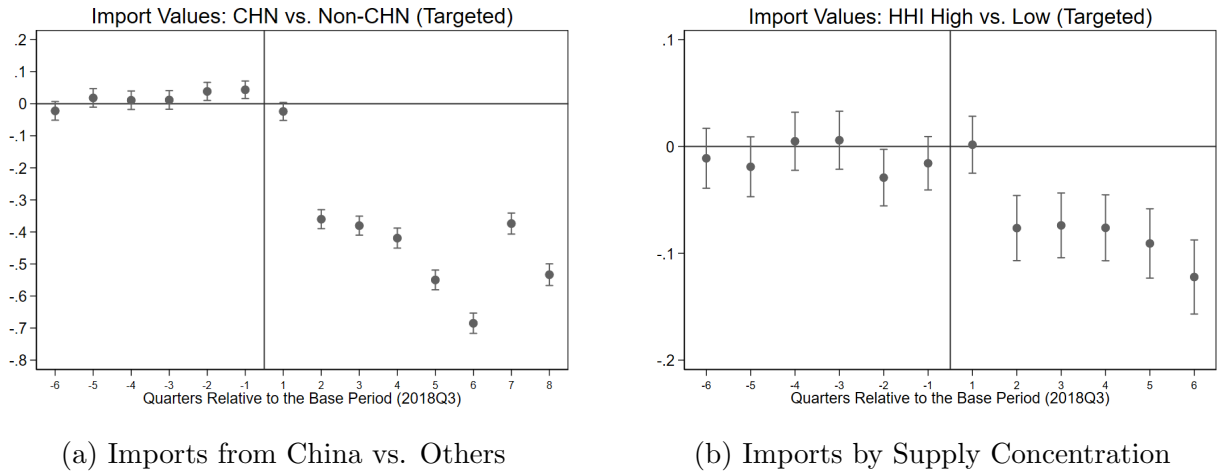 Import Values: CHN vs. Non-CHN (Targeted)
.2
.1
0
-.1
-.2
-.3
-.4
-.5
-.6
-.7
-.8
-6 -5 -4 -3 -2 -1 1 2 3 4 5 6 7 8
Quarters Relative to the Base Period (2018Q3)
(a) Imports from China vs. Others
Import Values: HHI High vs. Low (Targeted)
.1
0
-.1
-.2
-6 -5 -4 -3 -2 -1 1 2 3 4 5 6
Quarters Relative to the Base Period (2018Q3)
(b) Imports by Supply Concentration